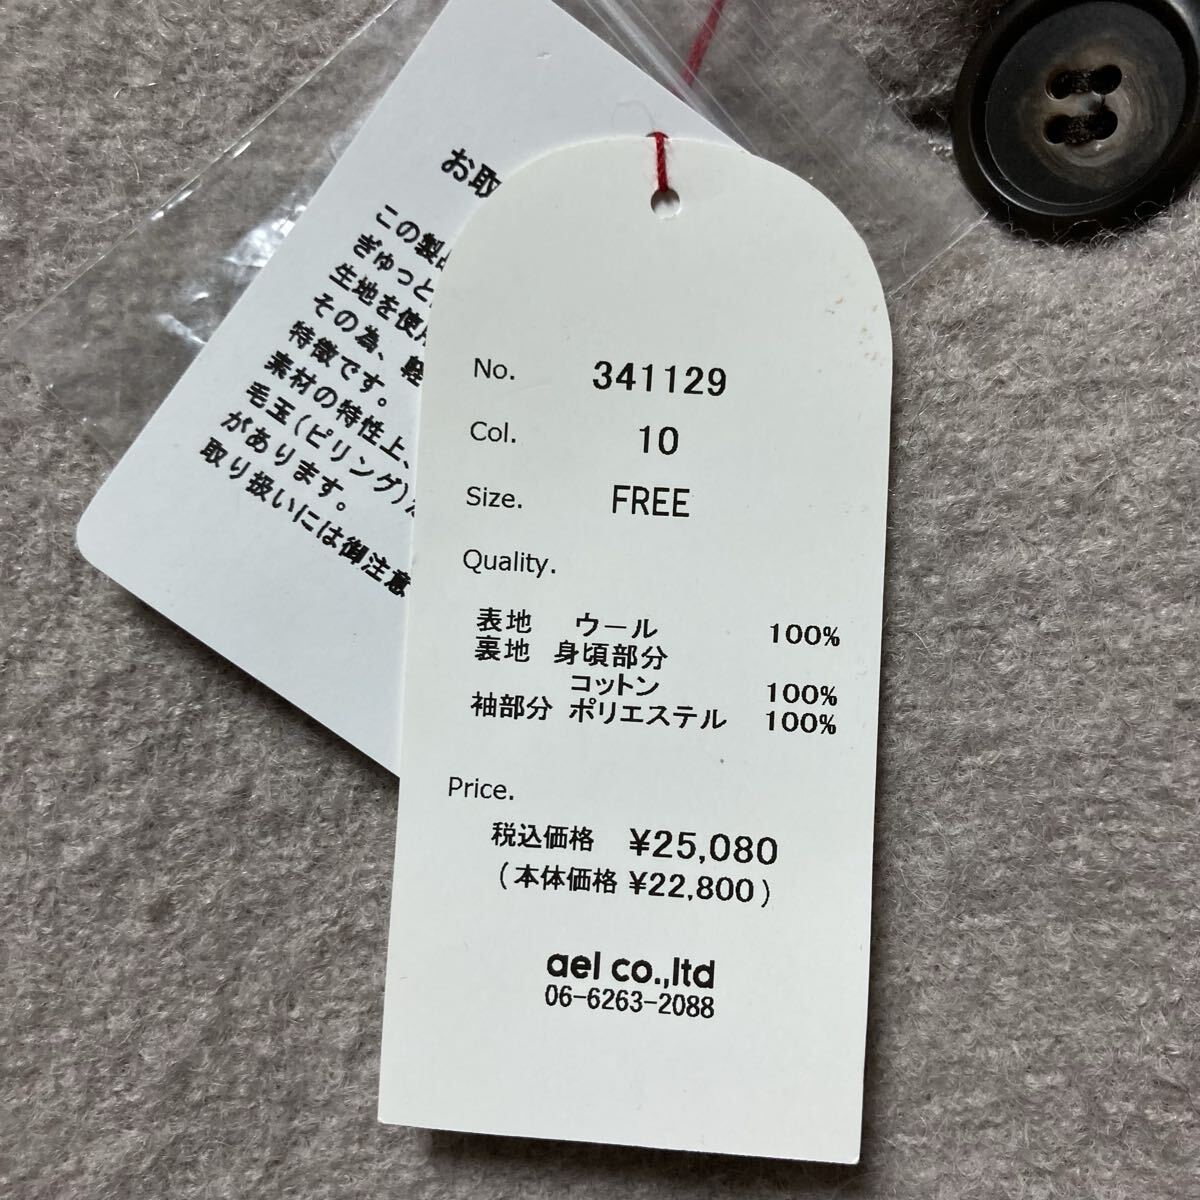 お取
この製品
ぎゅっと
生地を使用
その為、軽
特徴です。
素材の特性上、
毛玉(ピリング)が
があります。
取り扱いには御注意
No. 341129
Col. 10
Size. FREE
Quality.
表地 ウール 100%
裏地 身頃部分
コットン 100%
袖部分 ポリエステル 100%
Price.
税込価格 ¥25,080
(本体価格 ¥22,800)
ael co.,ltd
06-6263-2088